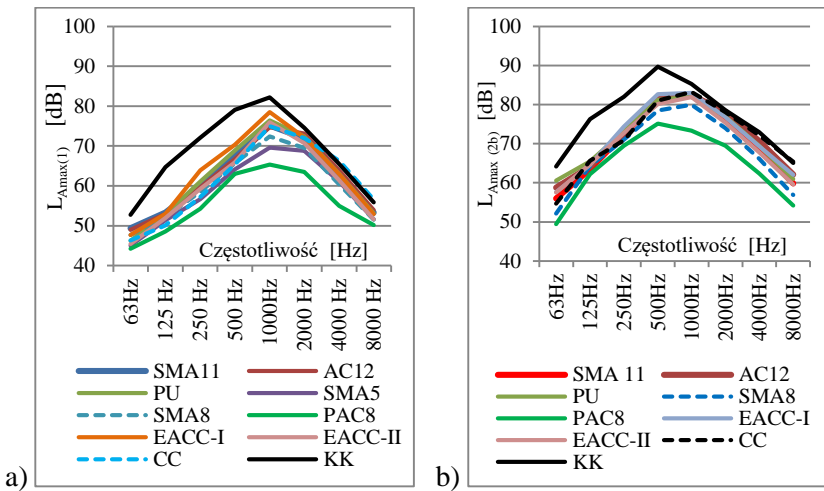 a)
L_Amax(1) [dB]
100
90
80
70
60
50
40
Częstotliwość [Hz]
63Hz
125 Hz
250 Hz
500 Hz
1000Hz
2000 Hz
4000 Hz
8000 Hz
SMA11 AC12
PU SMA5
SMA8 PAC8
EACC-I EACC-II
CC KK
b)
L_Amax (2b) [dB]
100
90
80
70
60
50
40
Częstotliwość [Hz]
63Hz
125Hz
250Hz
500Hz
1000Hz
2000Hz
4000Hz
8000Hz
SMA 11 AC12
PU SMA8
PAC8 EACC-I
EACC-II CC
KK